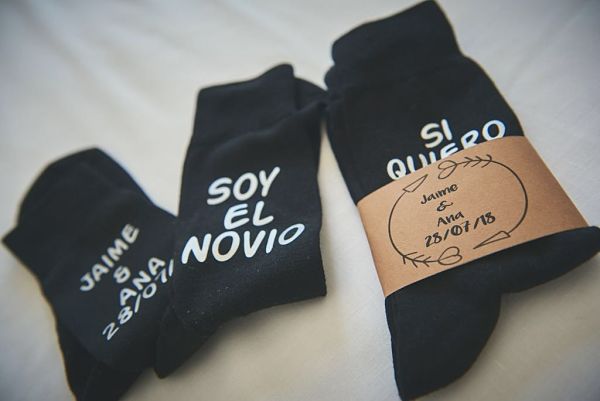 JAIME
&
ANA
28/07/
SOY
EL
NOVIO
SI
QUIERO
Jaime
&
Ana
28/07/18